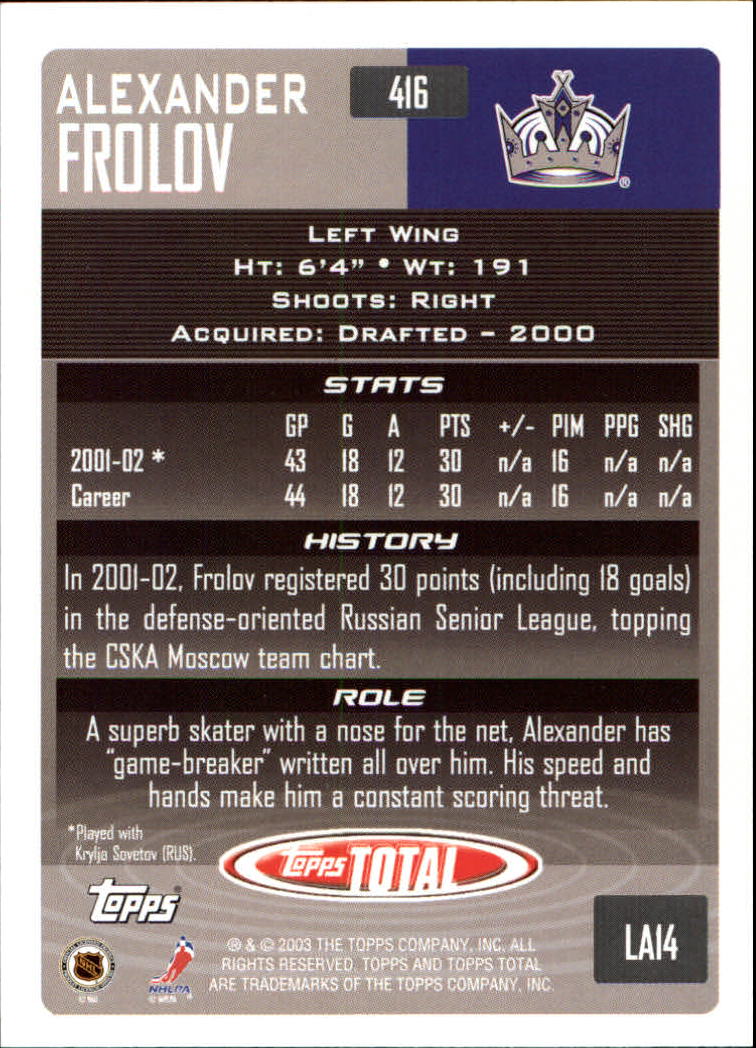 ALEXANDER
FROLOV
416
®
LEFT WING
HT: 6'4" • WT: 191
SHOOTS: RIGHT
ACQUIRED: DRAFTED – 2000
STATS
GP G A PTS +/- PIM PPG SHG
2001-02 * 43 18 12 30 n/a 16 n/a n/a
Career 44 18 12 30 n/a 16 n/a n/a
HISTORY
In 2001-02, Frolov registered 30 points (including 18 goals)
in the defense-oriented Russian Senior League, topping
the CSKA Moscow team chart.
ROLE
A superb skater with a nose for the net, Alexander has
"game-breaker" written all over him. His speed and
hands make him a constant scoring threat.
*Played with
Krylja Sovetov (RUS).
Topps TOTAL
Topps®
LA14
NHL
NHLPA
® & © 2003 THE TOPPS COMPANY, INC. ALL
RIGHTS RESERVED. TOPPS AND TOPPS TOTAL
ARE TRADEMARKS OF THE TOPPS COMPANY, INC.